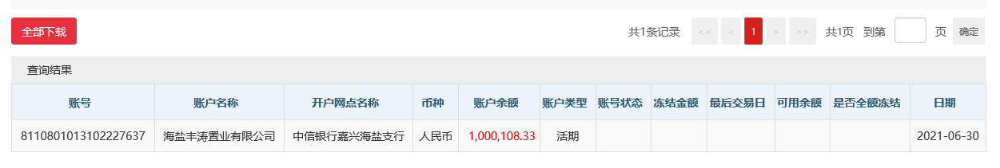 全部下载 共1条记录 << < 1 > >> 共1页 到第 页 确定
查询结果
账号 账户名称 开户网点名称 币种 账户余额 账户类型 账号状态 冻结金额 最后交易日 可用余额 是否全额冻结 日期
8110801013102227637 海盐丰涛置业有限公司 中信银行嘉兴海盐支行 人民币 1,000,108.33 活期 2021-06-30